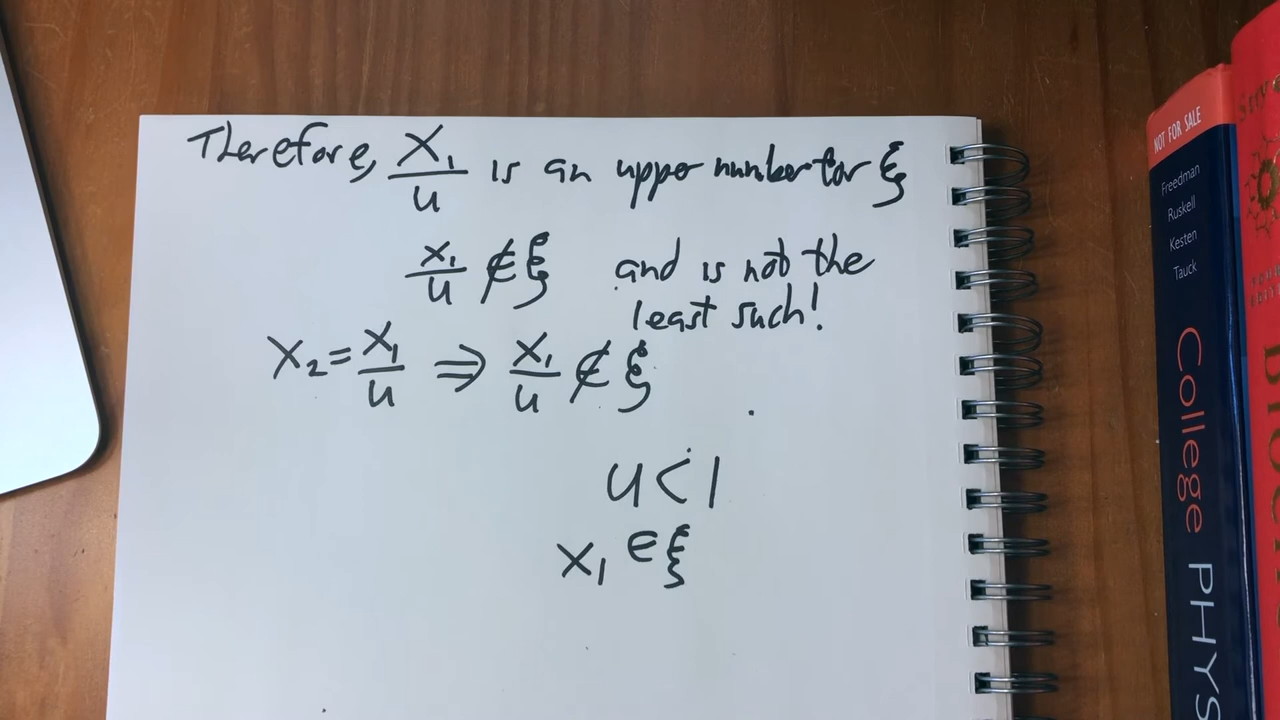 Therefore, X₁/u is an upper number for ξ
x₁/u ∉ ξ and is not the
least such!
X₂ = X₁/u ⇒ X₁/u ∉ ξ
u < 1
x₁ ∈ ξ
NOT FOR SALE
Freedman
Ruskell
Kesten
Tauck
College PHYS